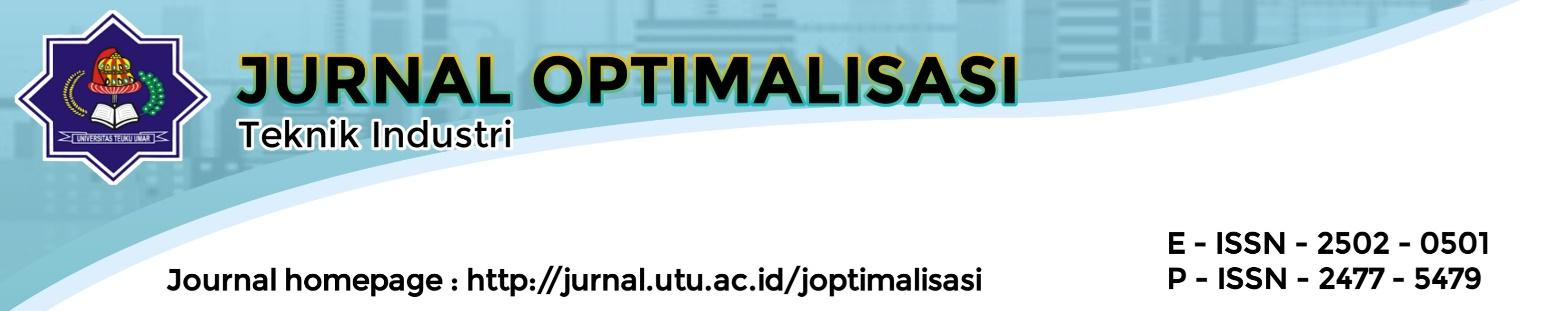 JURNAL OPTIMALISASI
Teknik Industri
UNIVERSITAS TEUKU UMAR
E - ISSN - 2502 - 0501
Journal homepage : http://jurnal.utu.ac.id/joptimalisasi
P - ISSN - 2477 - 5479